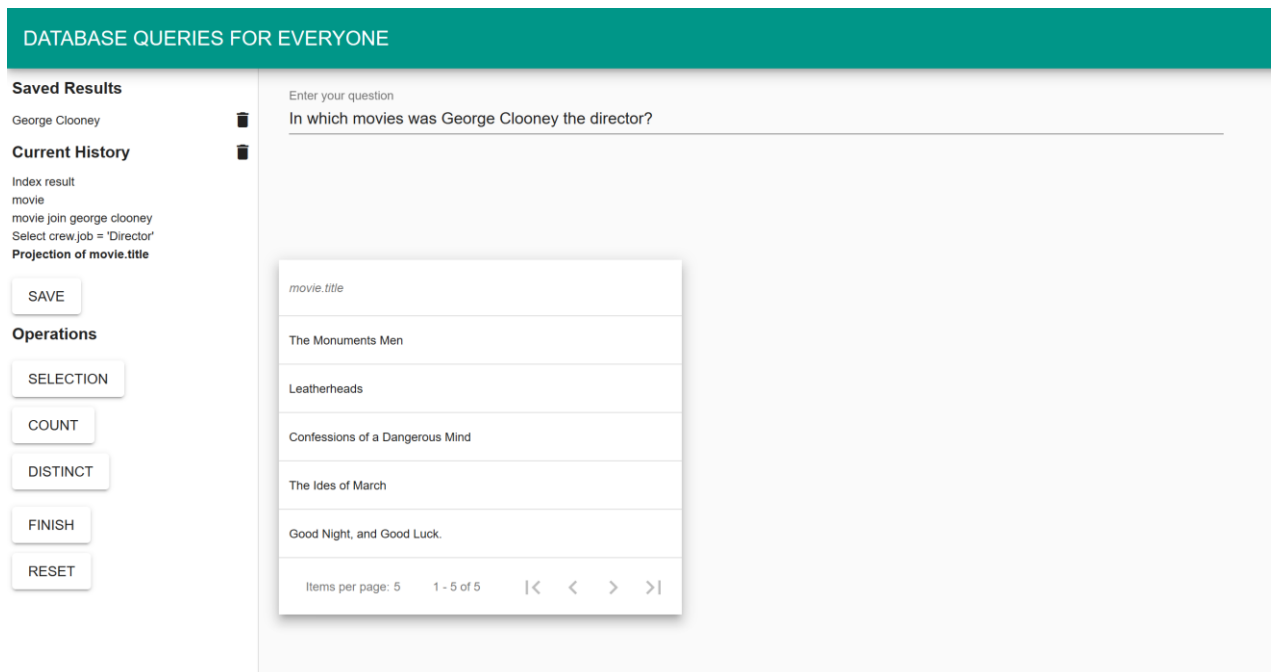 DATABASE QUERIES FOR EVERYONE
Saved Results
George Clooney
Current History
Index result
movie
movie join george clooney
Select crew.job = 'Director'
Projection of movie.title
SAVE
Operations
SELECTION
COUNT
DISTINCT
FINISH
RESET
Enter your question
In which movies was George Clooney the director?
movie.title
The Monuments Men
Leatherheads
Confessions of a Dangerous Mind
The Ides of March
Good Night, and Good Luck.
Items per page: 5 1 - 5 of 5